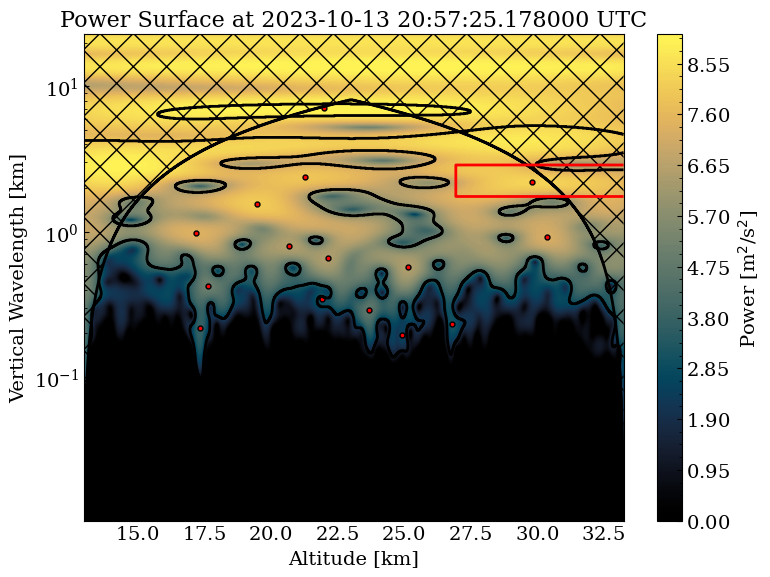 Power Surface at 2023-10-13 20:57:25.178000 UTC
Vertical Wavelength [km]
10¹
10⁰
10⁻¹
15.0 17.5 20.0 22.5 25.0 27.5 30.0 32.5
Altitude [km]
8.55
7.60
6.65
5.70
4.75
3.80
2.85
1.90
0.95
0.00
Power [m²/s²]